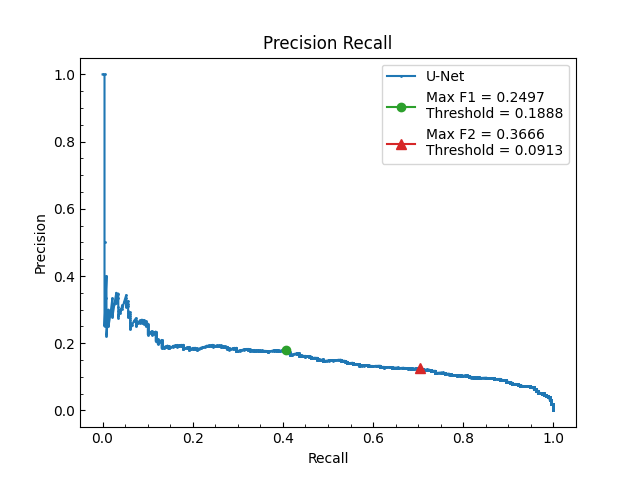 Precision Recall
U-Net
Max F1 = 0.2497
Threshold = 0.1888
Max F2 = 0.3666
Threshold = 0.0913
Precision
1.0
0.8
0.6
0.4
0.2
0.0
0.0 0.2 0.4 0.6 0.8 1.0
Recall